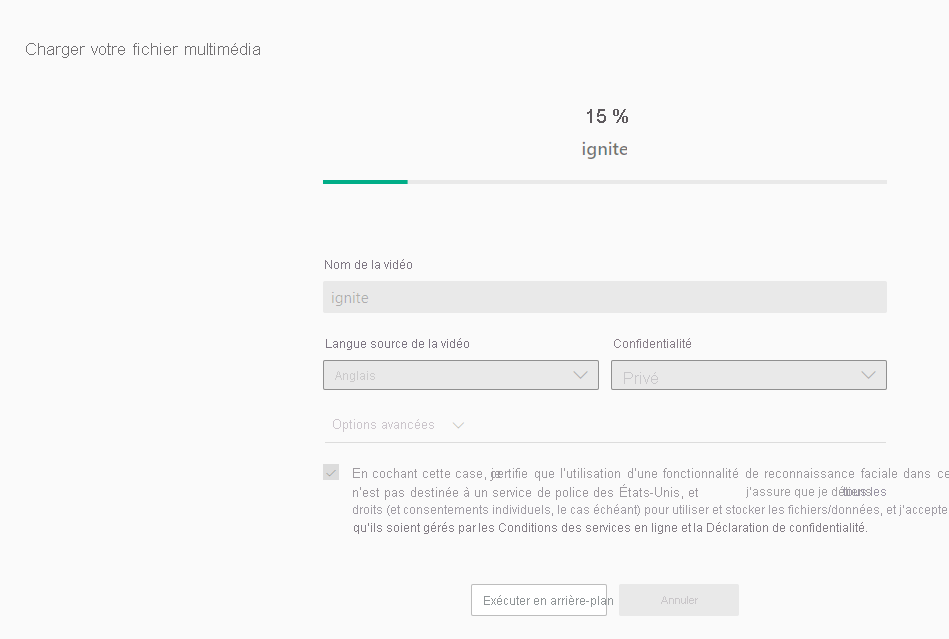 Charger votre fichier multimédia
15 %
ignite
Nom de la vidéo
ignite
Langue source de la vidéo
Confidentialité
Anglais
Privé
Options avancées
En cochant cette case, je certifie que l'utilisation d'une fonctionnalité de reconnaissance faciale dans ce
n'est pas destinée à un service de police des États-Unis, et j'assure que je détiens tous les
droits (et consentements individuels, le cas échéant) pour utiliser et stocker les fichiers/données, et j'accepte
qu'ils soient gérés par les Conditions des services en ligne et la Déclaration de confidentialité.
Exécuter en arrière-plan
Annuler